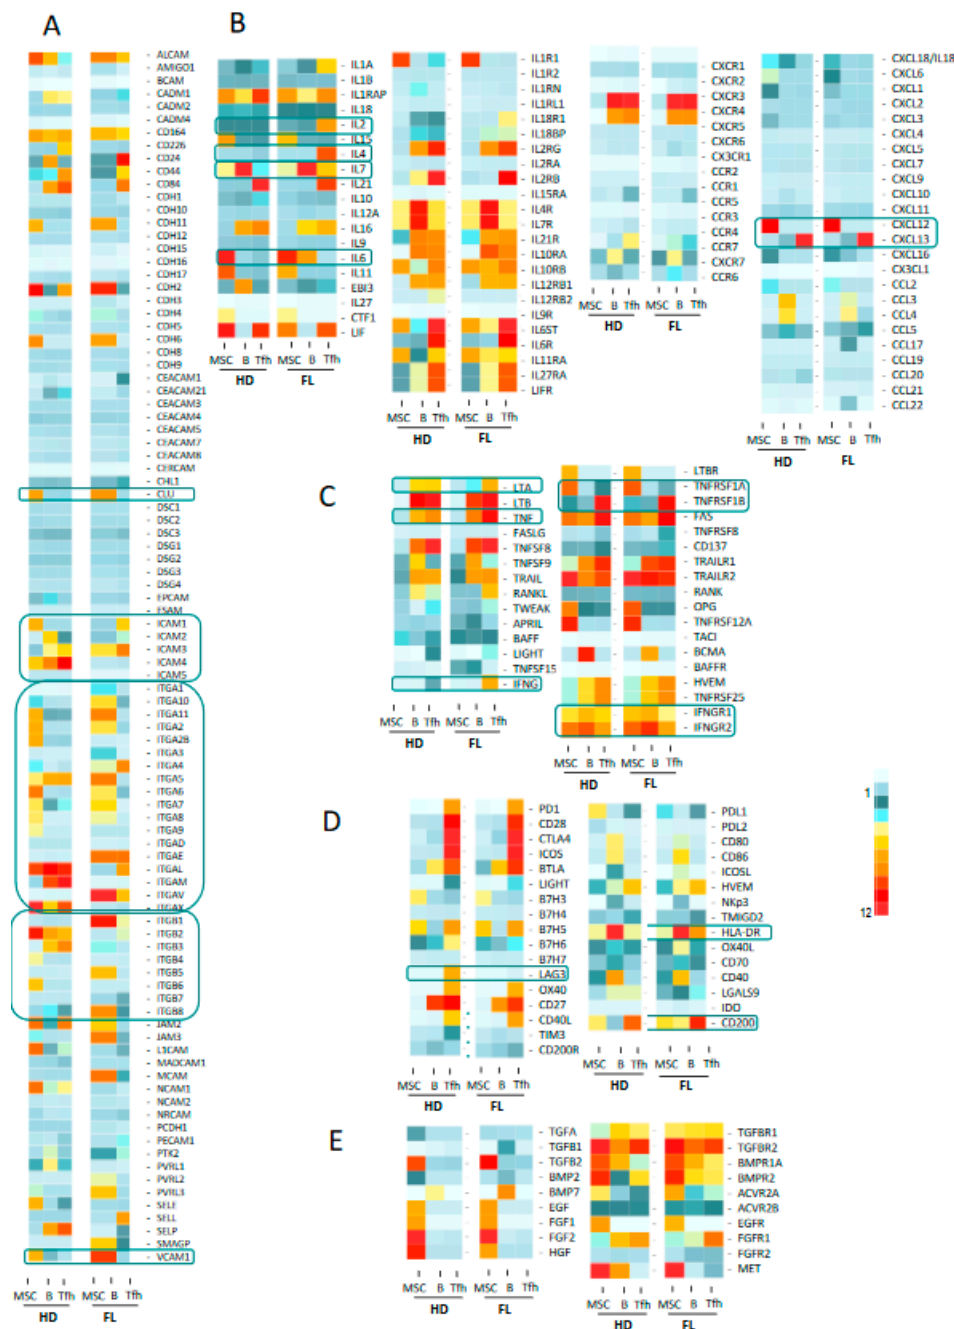 A
ALCAM
AMIGO1
BCAM
CADM1
CADM2
CADM4
CD164
CD226
CD24
CD44
CD84
CDH1
CDH10
CDH11
CDH12
CDH15
CDH16
CDH17
CDH2
CDH3
CDH4
CDH5
CDH6
CDH8
CDH9
CEACAM1
CEACAM21
CEACAM3
CEACAM4
CEACAM5
CEACAM7
CEACAM8
CERCAM
CHL1
CLU
DSC1
DSC2
DSC3
DSG1
DSG2
DSG3
DSG4
EPCAM
ESAM
ICAM1
ICAM2
ICAM3
ICAM4
ICAM5
ITGA1
ITGA10
ITGA11
ITGA2
ITGA2B
ITGA3
ITGA4
ITGA5
ITGA6
ITGA7
ITGA8
ITGA9
ITGAD
ITGAE
ITGAL
ITGAM
ITGAV
ITGAX
ITGB1
ITGB2
ITGB3
ITGB4
ITGB5
ITGB6
ITGB7
ITGB8
JAM2
JAM3
L1CAM
MADCAM1
MCAM
NCAM1
NCAM2
NRCAM
PCDH1
PECAM1
PTK2
PVRL1
PVRL2
PVRL3
SELE
SELL
SELP
SMAGP
VCAM1
MSC B Tfh MSC B Tfh
HD FL
B
IL1A
IL1B
IL1RAP
IL18
IL2
IL15
IL4
IL7
IL21
IL10
IL12A
IL16
IL9
IL6
IL11
EBI3
IL27
CTF1
LIF
MSC B Tfh MSC B Tfh
HD FL
IL1R1
IL1R2
IL1RN
IL1RL1
IL18R1
IL18BP
IL2RG
IL2RA
IL2RB
IL15RA
IL4R
IL7R
IL21R
IL10RA
IL10RB
IL12RB1
IL12RB2
IL9R
IL6ST
IL6R
IL11RA
IL27RA
LIFR
MSC B Tfh MSC B Tfh
HD FL
CXCR1
CXCR2
CXCR3
CXCR4
CXCR5
CXCR6
CX3CR1
CCR2
CCR1
CCR5
CCR3
CCR4
CCR7
CXCR7
CCR6
MSC B Tfh MSC B Tfh
HD FL
CXCL18/IL18
CXCL6
CXCL1
CXCL2
CXCL3
CXCL4
CXCL5
CXCL7
CXCL9
CXCL10
CXCL11
CXCL12
CXCL13
CXCL16
CX3CL1
CCL2
CCL3
CCL4
CCL5
CCL17
CCL19
CCL20
CCL21
CCL22
MSC B Tfh MSC B Tfh
HD FL
C
LTA
LTB
TNF
FASLG
TNFSF8
TNFSF9
TRAIL
RANKL
TWEAK
APRIL
BAFF
LIGHT
TNFSF15
IFNG
MSC B Tfh MSC B Tfh
HD FL
LTBR
TNFRSF1A
TNFRSF1B
FAS
TNFRSF8
CD137
TRAILR1
TRAILR2
RANK
OPG
TNFRSF12A
TACI
BCMA
BAFFR
HVEM
TNFRSF25
IFNGR1
IFNGR2
MSC B Tfh MSC B Tfh
HD FL
1
12
D
PD1
CD28
CTLA4
ICOS
BTLA
LIGHT
B7H3
B7H4
B7H5
B7H6
B7H7
LAG3
OX40
CD27
CD40L
TIM3
CD200R
MSC B Tfh MSC B Tfh
HD FL
PDL1
PDL2
CD80
CD86
ICOSL
HVEM
NKp3
TMIGD2
HLA-DR
OX40L
CD70
CD40
LGALS9
IDO
CD200
MSC B Tfh MSC B Tfh
HD FL
E
TGFA
TGFB1
TGFB2
BMP2
BMP7
EGF
FGF1
FGF2
HGF
MSC B Tfh MSC B Tfh
HD FL
TGFBR1
TGFBR2
BMPR1A
BMPR2
ACVR2A
ACVR2B
EGFR
FGFR1
FGFR2
MET
MSC B Tfh MSC B Tfh
HD FL